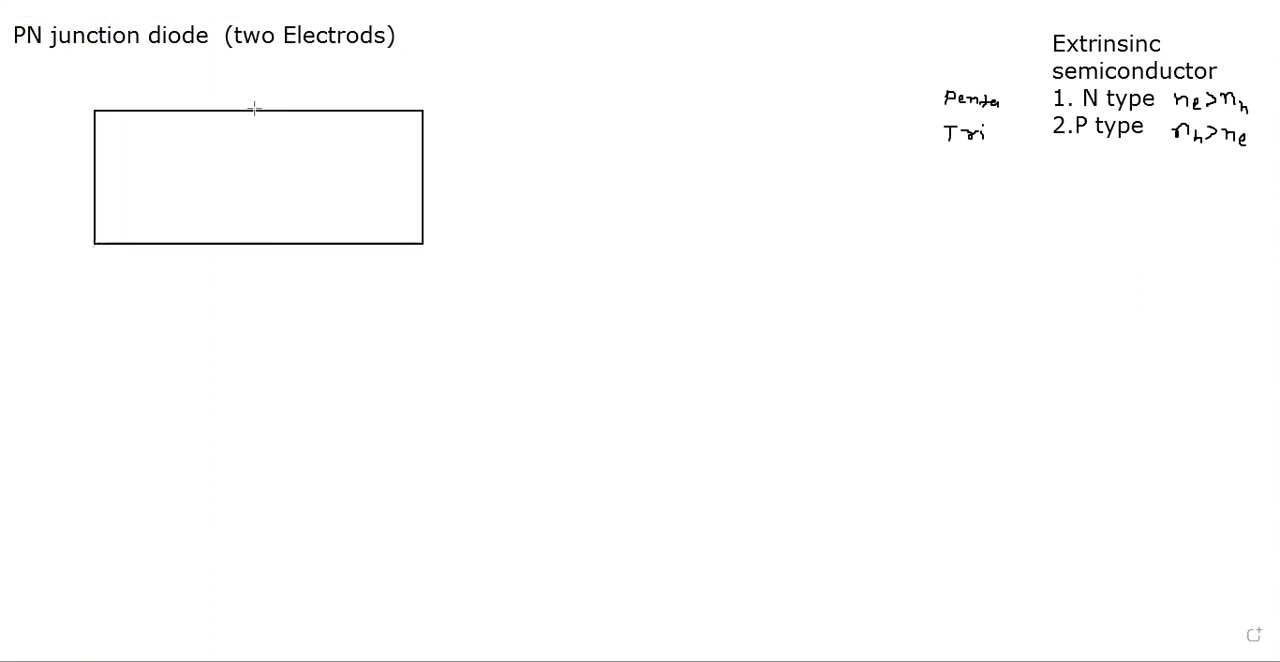 PN junction diode (two Electrods)
Extrinsinc
semiconductor
Penta 1. N type ne>nh
Tri 2.P type nh>ne